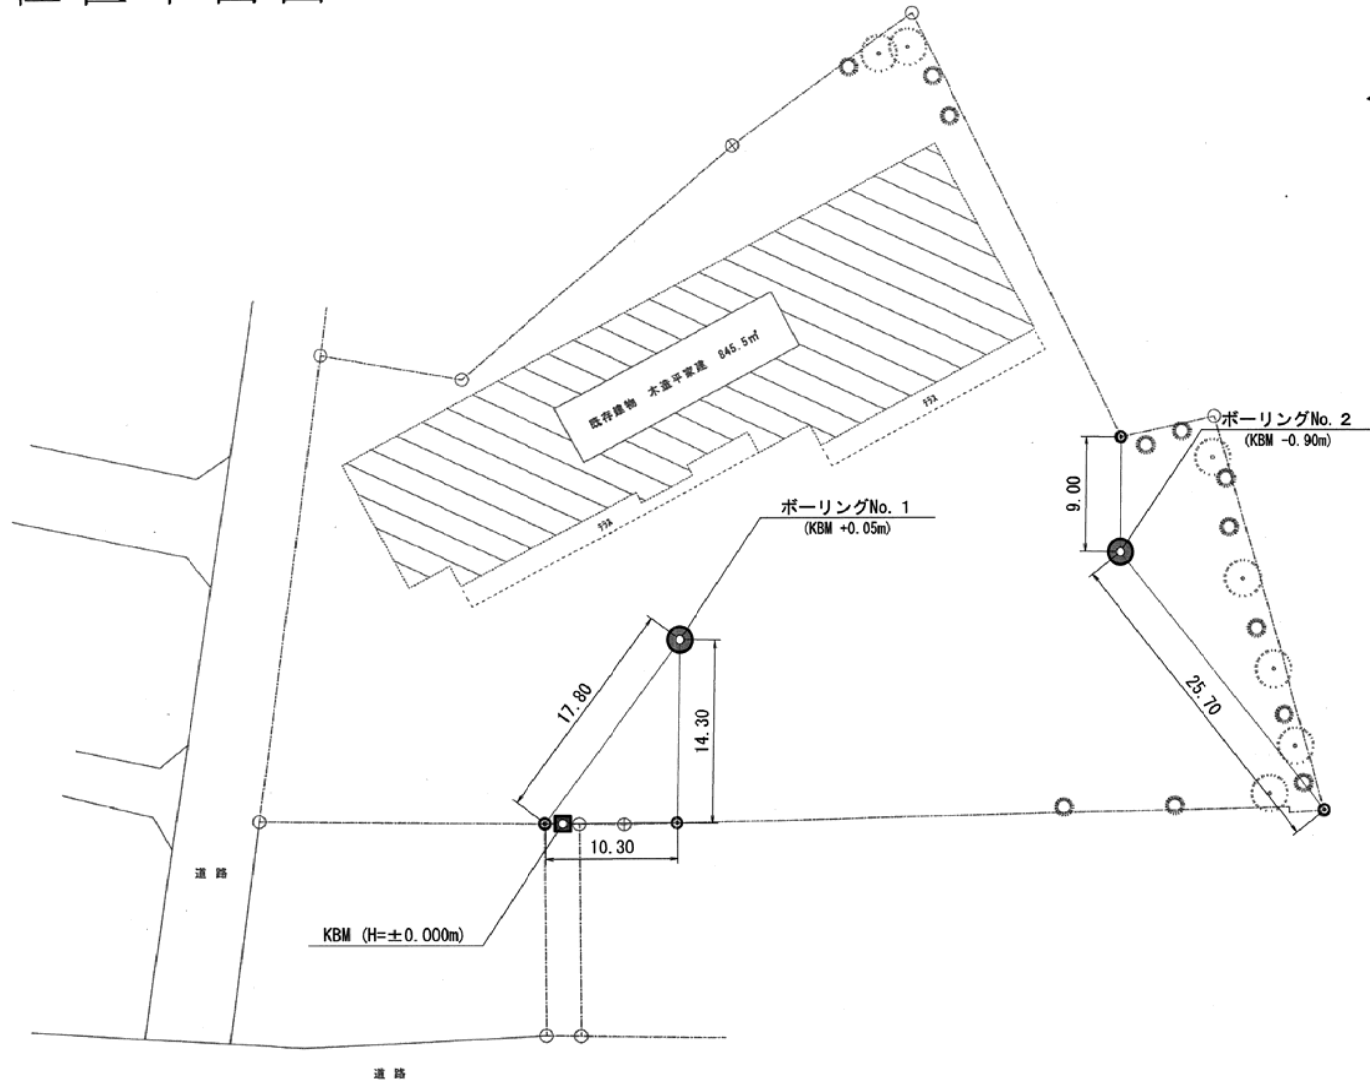 既存建物 木造平家建 845.5㎡
テラス
ボーリングNo. 2
(KBM -0.90m)
9.00
ボーリングNo. 1
(KBM +0.05m)
テラス
17.80
14.30
25.70
10.30
道 路
KBM (H=±0.000m)
道 路